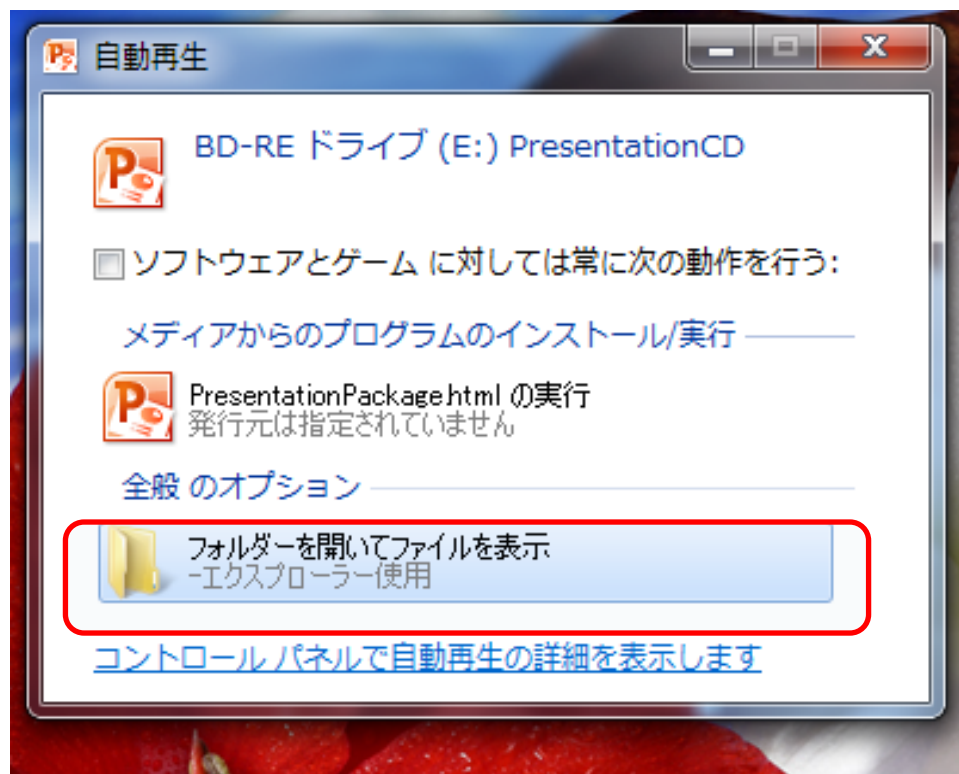 自動再生
BD-RE ドライブ (E:) PresentationCD
ソフトウェアとゲーム に対しては常に次の動作を行う:
メディアからのプログラムのインストール/実行
PresentationPackage.html の実行
発行元は指定されていません
全般 のオプション
フォルダーを開いてファイルを表示
-エクスプローラー使用
コントロール パネルで自動再生の詳細を表示します